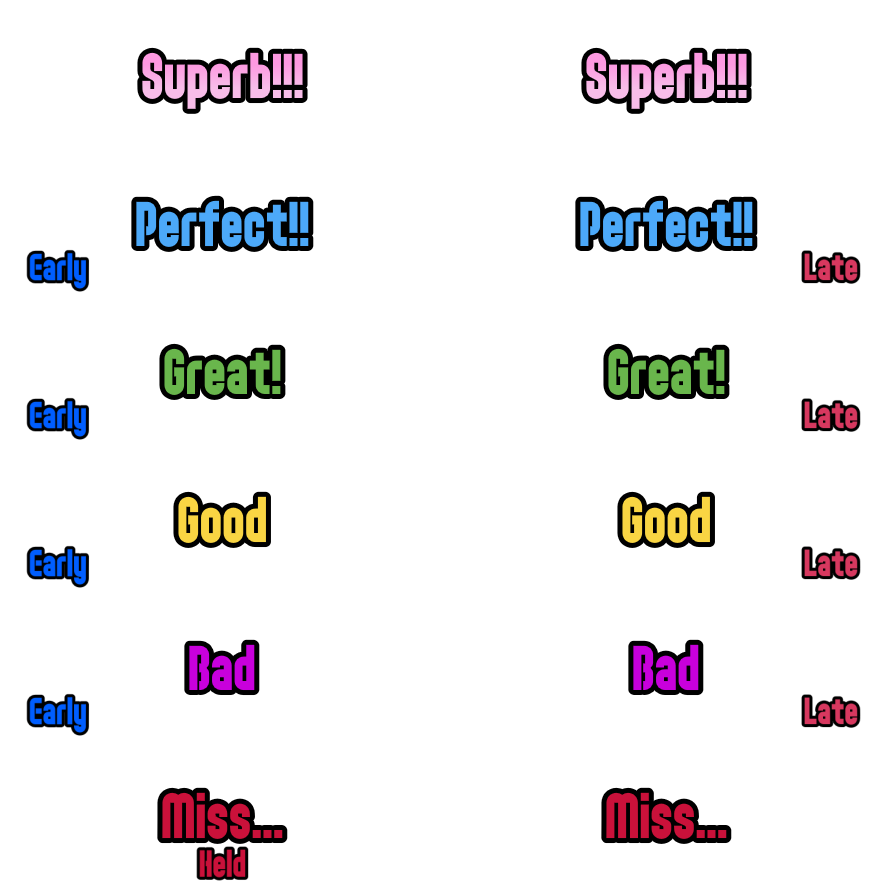 Superb!!! Superb!!!
Perfect!! Perfect!!
Early Late
Great! Great!
Early Late
Good Good
Early Late
Bad Bad
Early Late
Miss... Miss...
Held